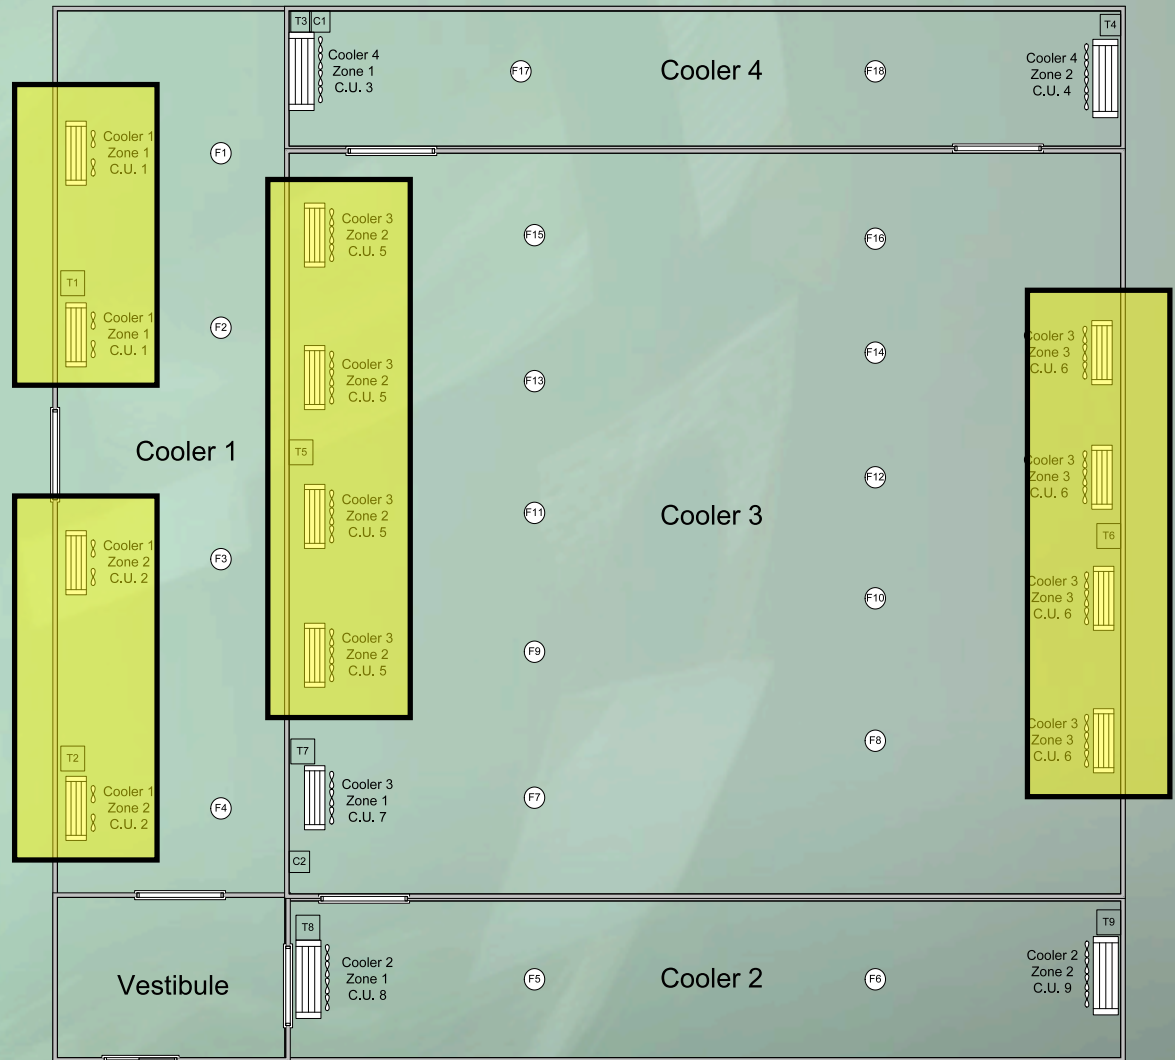 T3
C1
Cooler 4
Zone 1
C.U. 3
F17
Cooler 4
F18
Cooler 4
Zone 2
C.U. 4
T4
Cooler 1
Zone 1
C.U. 1
F1
T1
Cooler 1
Zone 1
C.U. 1
F2
Cooler 1
Cooler 1
Zone 2
C.U. 2
F3
T2
Cooler 1
Zone 2
C.U. 2
F4
Cooler 3
Zone 2
C.U. 5
F15
F16
Cooler 3
Zone 2
C.U. 5
F13
F14
T5
Cooler 3
Zone 2
C.U. 5
F11
Cooler 3
F12
Cooler 3
Zone 2
C.U. 5
F9
F10
T7
Cooler 3
Zone 1
C.U. 7
F7
F8
C2
Cooler 3
Zone 3
C.U. 6
Cooler 3
Zone 3
C.U. 6
T6
Cooler 3
Zone 3
C.U. 6
Cooler 3
Zone 3
C.U. 6
Vestibule
T8
Cooler 2
Zone 1
C.U. 8
F5
Cooler 2
F6
Cooler 2
Zone 2
C.U. 9
T9